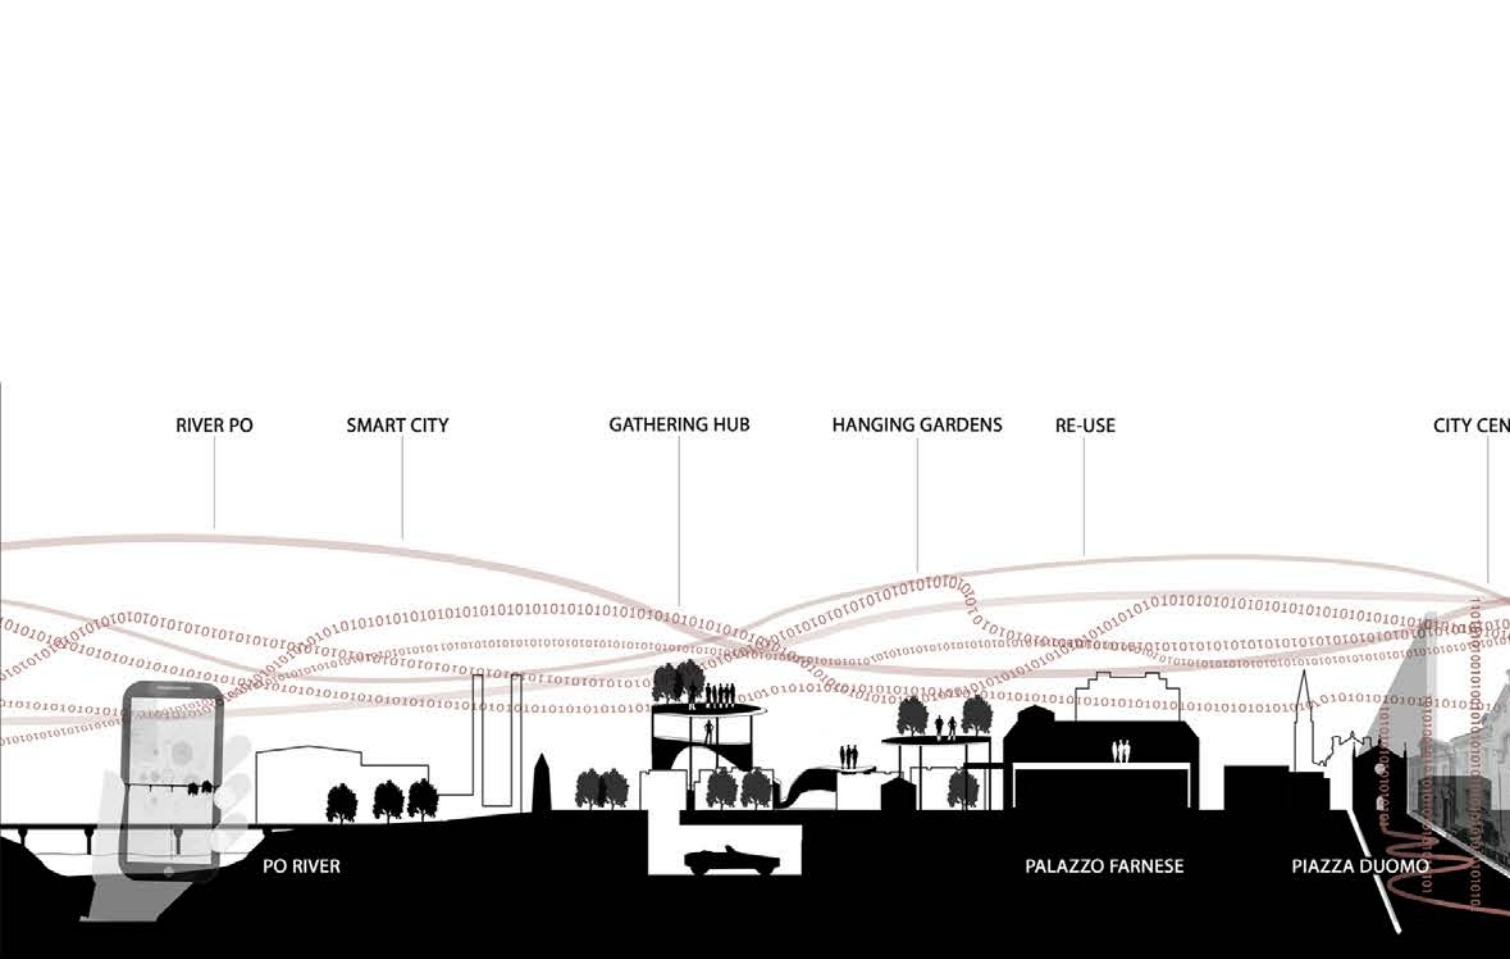 RIVER PO
SMART CITY
GATHERING HUB
HANGING GARDENS
RE-USE
CITY CEN
PO RIVER
PALAZZO FARNESE
PIAZZA DUOMO